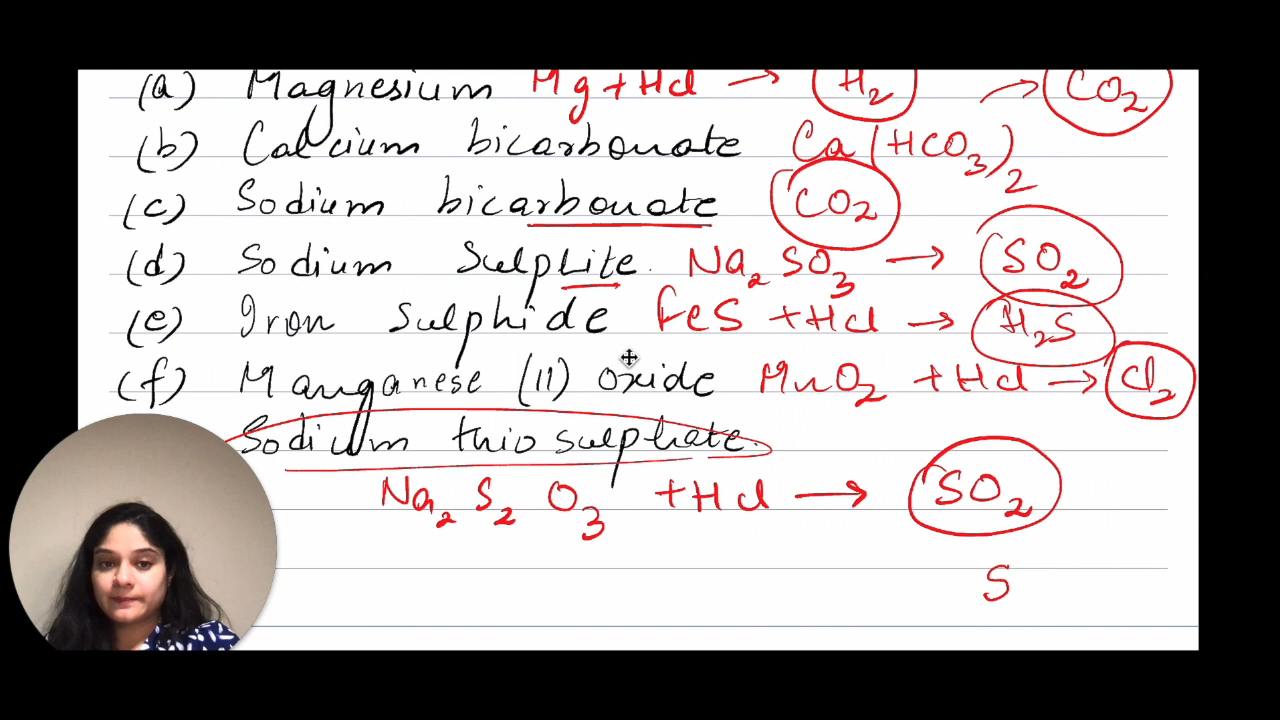 (a) Magnesium Mg + HCl → H₂ → CO₂
(b) Calcium bicarbonate Ca(HCO₃)₂
(c) Sodium bicarbonate CO₂
(d) Sodium Sulphite. Na₂SO₃ → SO₂
(e) Iron sulphide FeS + HCl → H₂S
(f) Manganese (II) oxide MnO₂ + HCl → Cl₂
Sodium thiosulphate.
Na₂S₂O₃ + HCl → SO₂
S